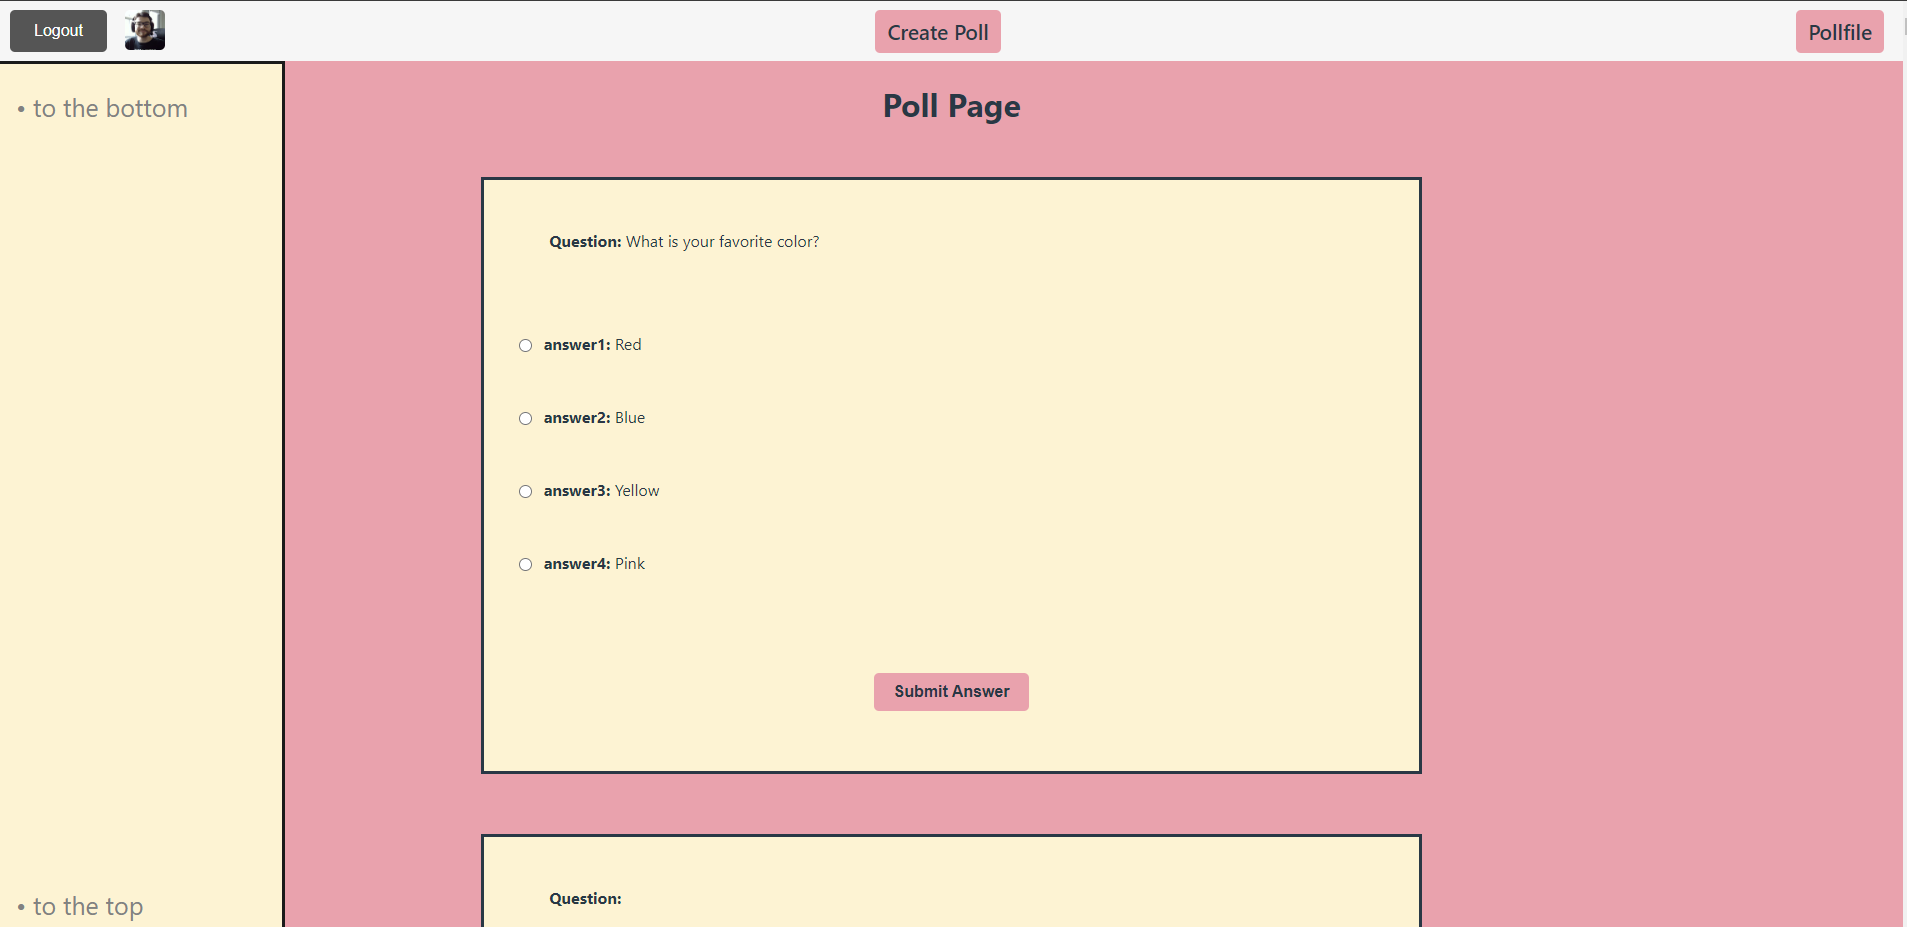 Logout
Create Poll
Pollfile
• to the bottom
Poll Page
Question: What is your favorite color?
answer1: Red
answer2: Blue
answer3: Yellow
answer4: Pink
Submit Answer
Question:
• to the top